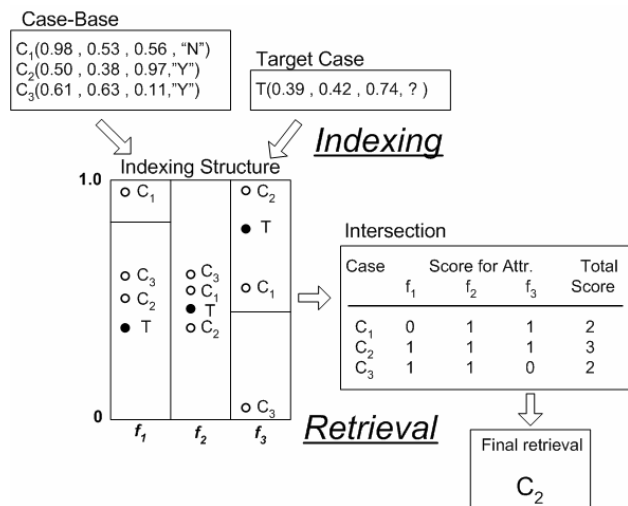 Case-Base
C₁(0.98 , 0.53 , 0.56 , “N”)
C₂(0.50 , 0.38 , 0.97,”Y”)
C₃(0.61 , 0.63 , 0.11,”Y”)
Target Case
T(0.39 , 0.42 , 0.74, ? )
Indexing
Indexing Structure
1.0
C₁
C₃
C₂
T
C₃
C₁
T
C₂
C₂
T
C₁
C₃
0
f₁ f₂ f₃
Retrieval
Intersection
Case Score for Attr. Total
f₁ f₂ f₃ Score
C₁ 0 1 1 2
C₂ 1 1 1 3
C₃ 1 1 0 2
Final retrieval
C₂